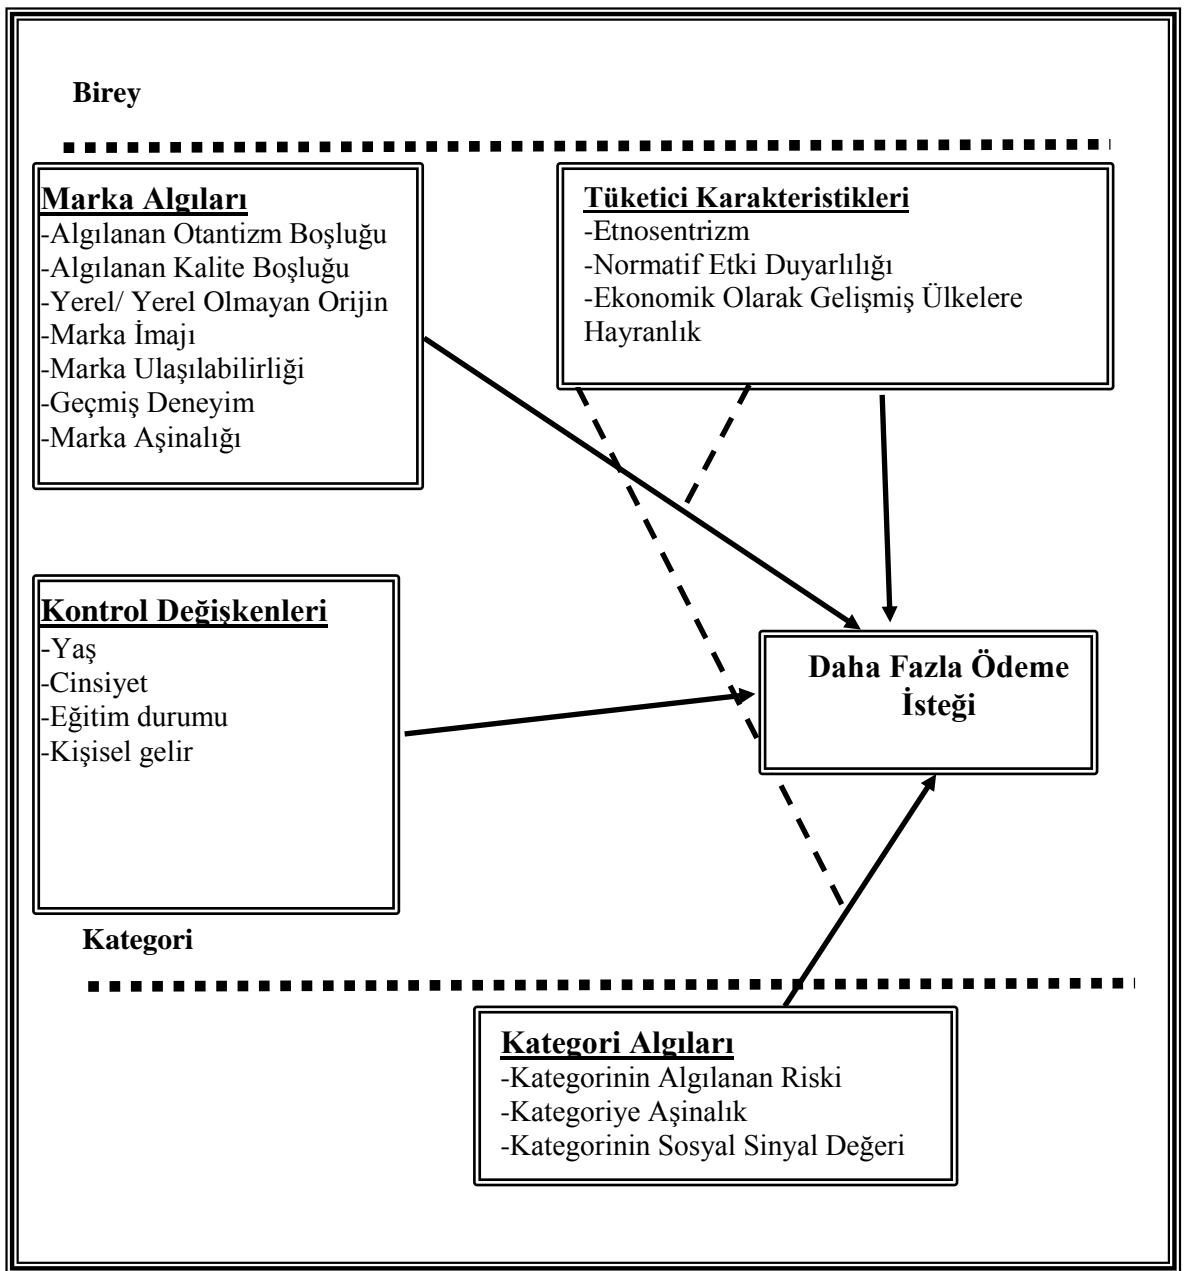 Birey
Marka Algıları
-Algılanan Otantizm Boşluğu
-Algılanan Kalite Boşluğu
-Yerel/ Yerel Olmayan Orijin
-Marka İmajı
-Marka Ulaşılabilirliği
-Geçmiş Deneyim
-Marka Aşinalığı
Tüketici Karakteristikleri
-Etnosentrizm
-Normatif Etki Duyarlılığı
-Ekonomik Olarak Gelişmiş Ülkelere
Hayranlık
Kontrol Değişkenleri
-Yaş
-Cinsiyet
-Eğitim durumu
-Kişisel gelir
Daha Fazla Ödeme
İsteği
Kategori
Kategori Algıları
-Kategorinin Algılanan Riski
-Kategoriye Aşinalık
-Kategorinin Sosyal Sinyal Değeri